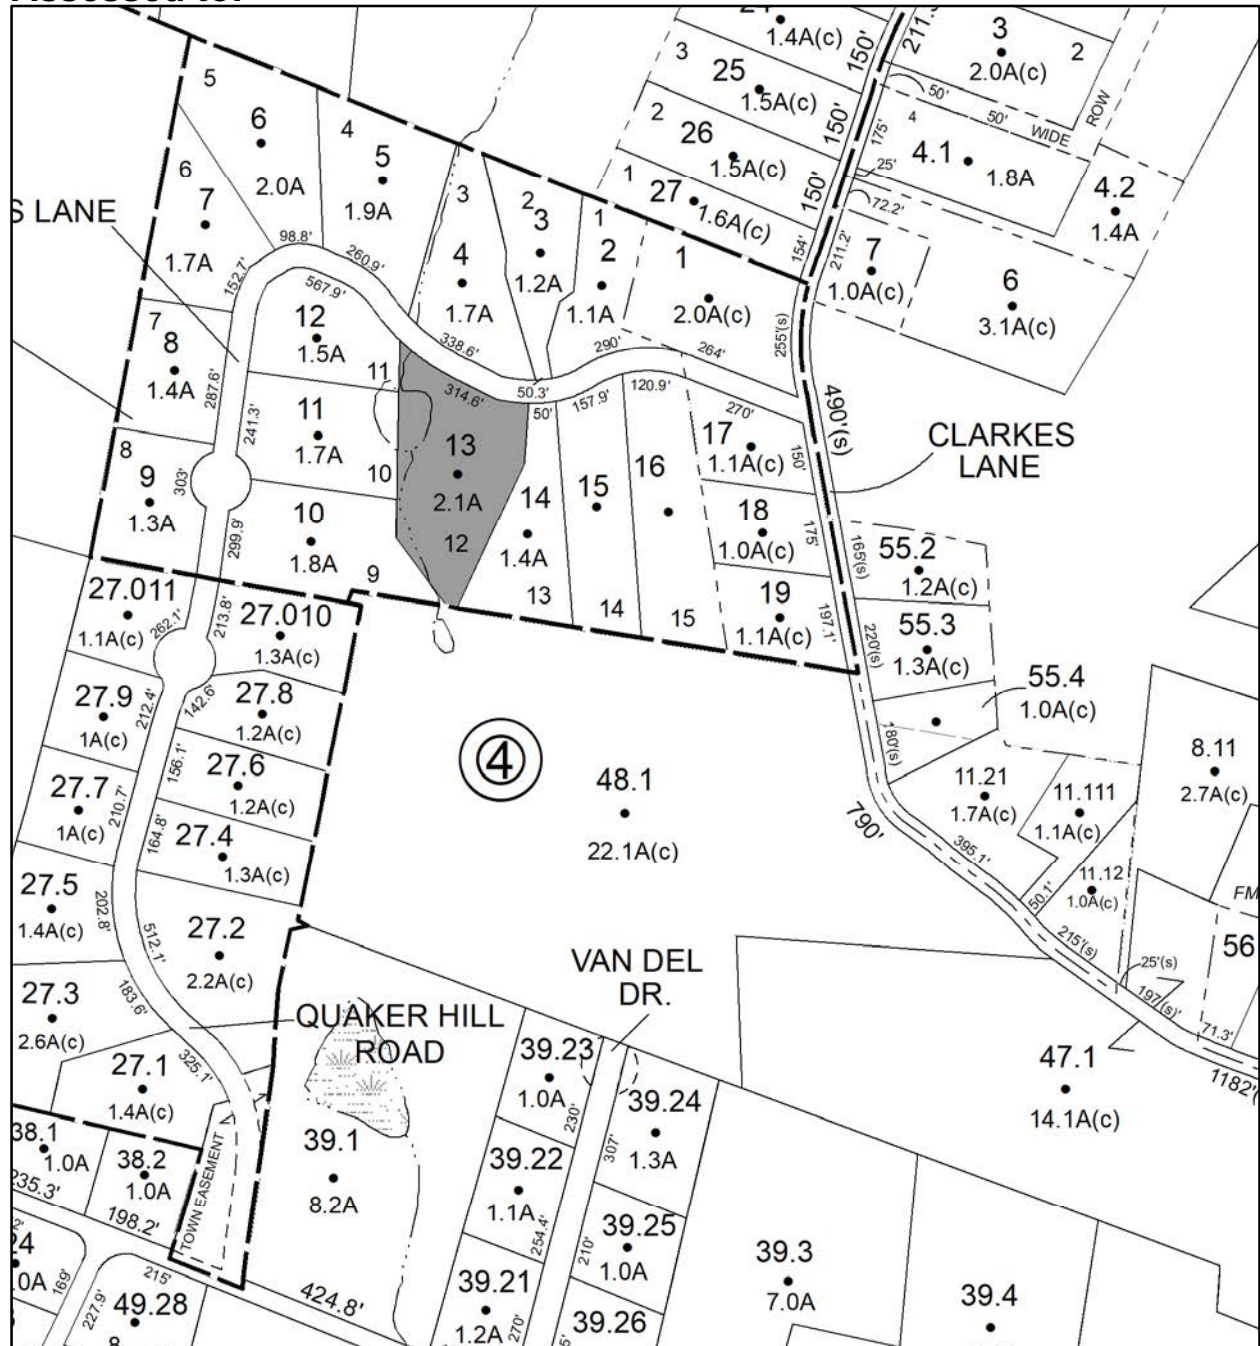 Assessed to:
24
1.4A(c)
150'
211.5
3
2.0A(c)
2
5
3
25
1.5A(c)
50'
6
2.0A
4
5
1.9A
2
26
1.5A(c)
150'
175'
4
50'
WIDE
ROW
4.1
1.8A
25'
6
7
1.7A
3
2
3
1.2A
1
27
1.6A(c)
150'
72.2'
4.2
1.4A
S LANE
98.8'
260.9'
4
1.7A
2
1.1A
1
2.0A(c)
154'
211.2'
7
1.0A(c)
6
3.1A(c)
152.7'
567.9'
7
8
1.4A
12
1.5A
338.6'
290'
264'
255'(s)
11
314.6'
50.3'
50'
157.9'
120.9'
270'
490'(s)
287.6'
241.3'
11
1.7A
13
2.1A
16
17
1.1A(c)
150'
CLARKES
LANE
8
9
1.3A
303'
10
14
1.4A
15
18
1.0A(c)
175'
299.9'
10
1.8A
12
165'(s)
55.2
1.2A(c)
9
13
14
15
19
1.1A(c)
197.1'
27.011
1.1A(c)
262.1'
213.8'
27.010
1.3A(c)
220'(s)
55.3
1.3A(c)
27.9
1A(c)
212.4'
142.6'
27.8
1.2A(c)
55.4
1.0A(c)
180'(s)
4
27.7
1A(c)
210.7'
156.1'
27.6
1.2A(c)
48.1
22.1A(c)
790'
11.21
1.7A(c)
11.111
1.1A(c)
8.11
2.7A(c)
164.8'
27.4
1.3A(c)
395.1'
11.12
1.0A(c)
50.1'
FM
27.5
1.4A(c)
202.8'
512.1'
27.2
2.2A(c)
215'(s)
25'(s)
56
27.3
2.6A(c)
183.6'
QUAKER HILL
ROAD
VAN DEL
DR.
197'(s)
71.3'
1182'(
325.1'
27.1
1.4A(c)
39.23
1.0A
230'
39.24
1.3A
307'
47.1
14.1A(c)
38.1
1.0A
38.2
1.0A
TOWN EASEMENT
39.1
8.2A
39.22
1.1A
254.4'
235.3'
198.2'
39.25
1.0A
210'
24
.0A
169'
215'
424.8'
39.21
1.2A
270'
39.3
7.0A
227.9'
49.28
39.26
39.4